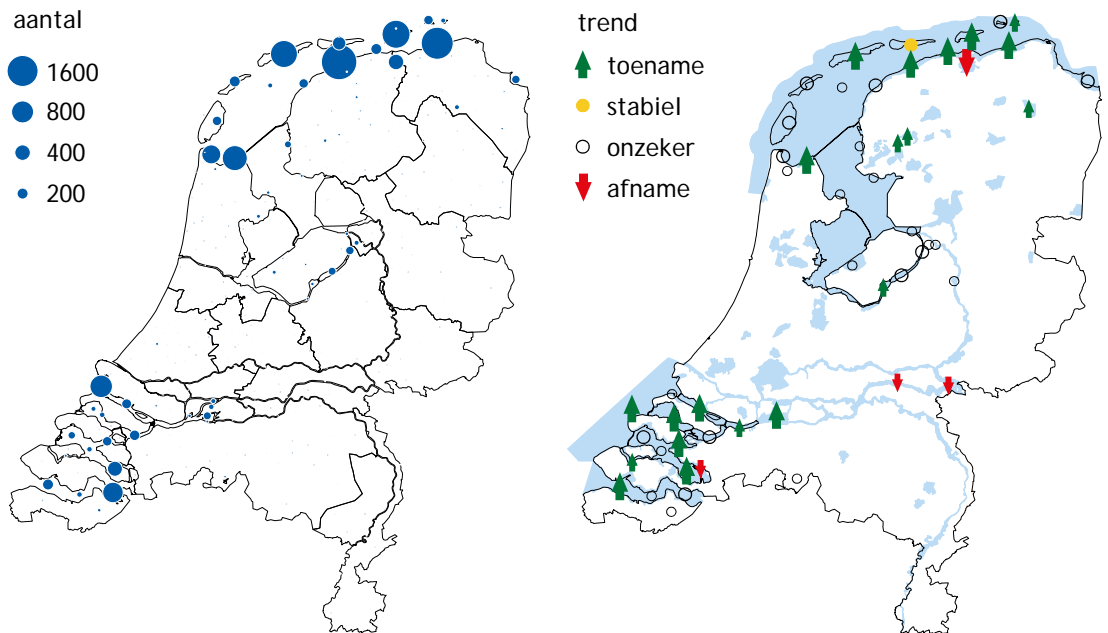 aantal
1600
800
400
200
trend
toename
stabiel
onzeker
afname